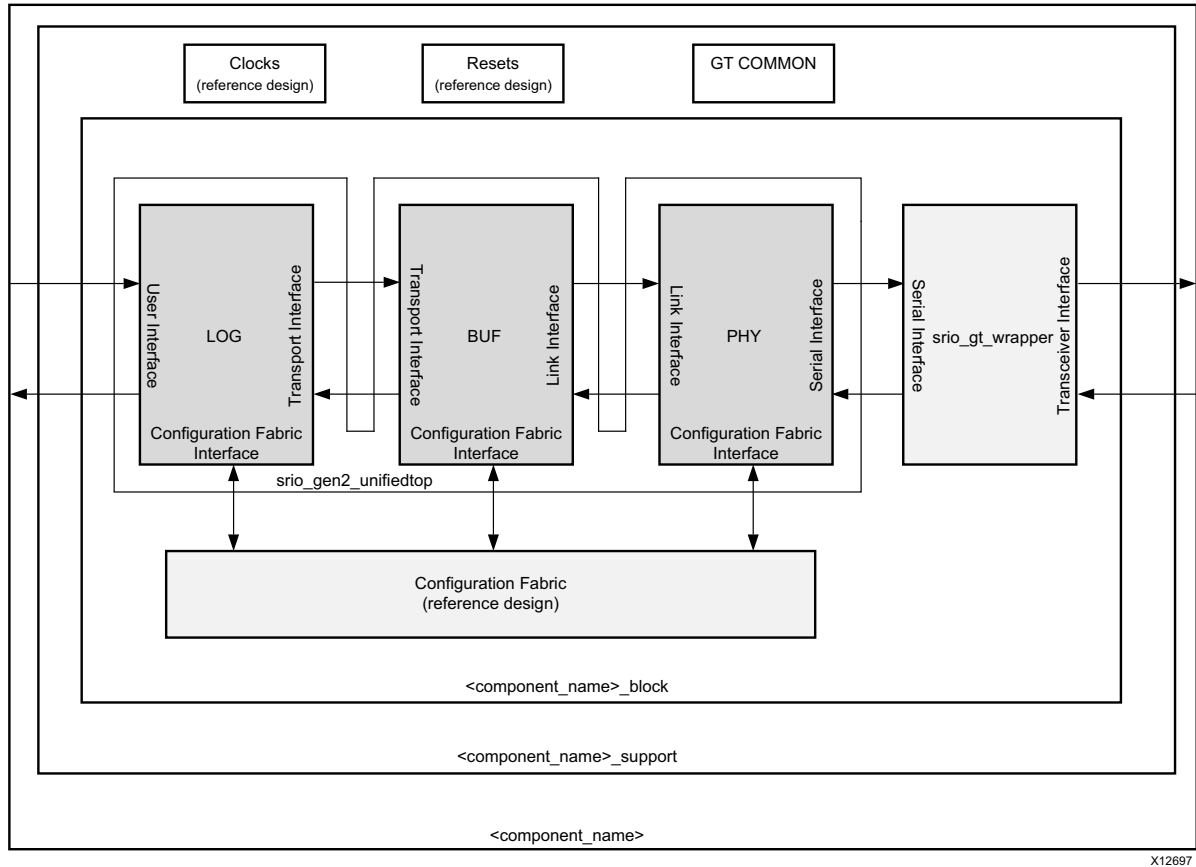 Clocks
(reference design)
Resets
(reference design)
GT COMMON
User Interface
LOG
Transport Interface
Configuration Fabric
Interface
Transport Interface
BUF
Link Interface
Configuration Fabric
Interface
Link Interface
PHY
Serial Interface
Configuration Fabric
Interface
Serial Interface
srio_gt_wrapper
Transceiver Interface
srio_gen2_unifiedtop
Configuration Fabric
(reference design)
<component_name>_block
<component_name>_support
<component_name>
X12697